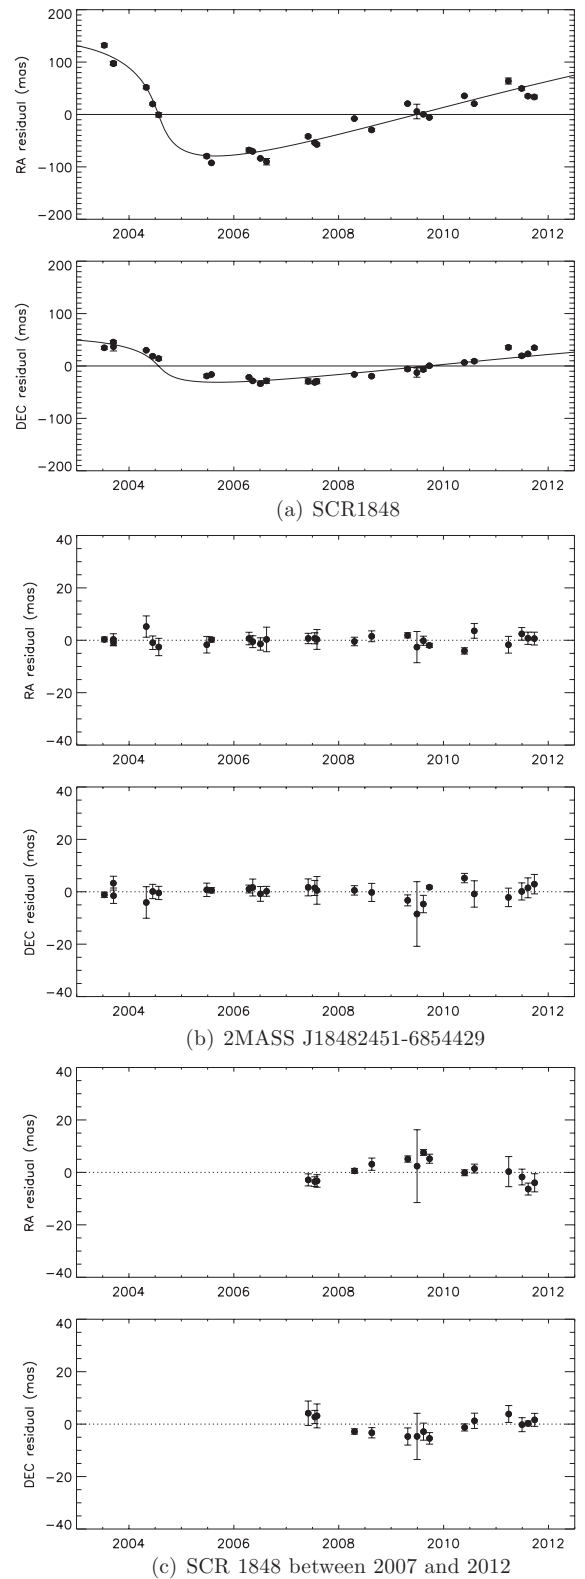 200
100
0
−100
−200
RA residual (mas)
2004 2006 2008 2010 2012
200
100
0
−100
−200
DEC residual (mas)
2004 2006 2008 2010 2012
(a) SCR1848
40
20
0
−20
−40
RA residual (mas)
2004 2006 2008 2010 2012
40
20
0
−20
−40
DEC residual (mas)
2004 2006 2008 2010 2012
(b) 2MASS J18482451-6854429
40
20
0
−20
−40
RA residual (mas)
2004 2006 2008 2010 2012
40
20
0
−20
−40
DEC residual (mas)
2004 2006 2008 2010 2012
(c) SCR 1848 between 2007 and 2012